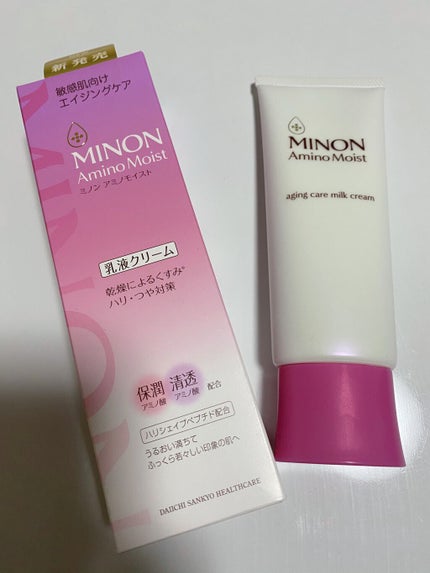 新発売
敏感肌向け
エイジングケア
MINON
Amino Moist
ミノン アミノモイスト
乳液クリーム
乾燥によるくすみ※
ハリ・つや対策
保潤 清透 配合
アミノ酸 アミノ酸
ハリシェイプペプチド配合
うるおい満ちて
ふっくら若々しい印象の肌へ
DAIICHI SANKYO HEALTHCARE
MINON
Amino Moist
aging care milk cream